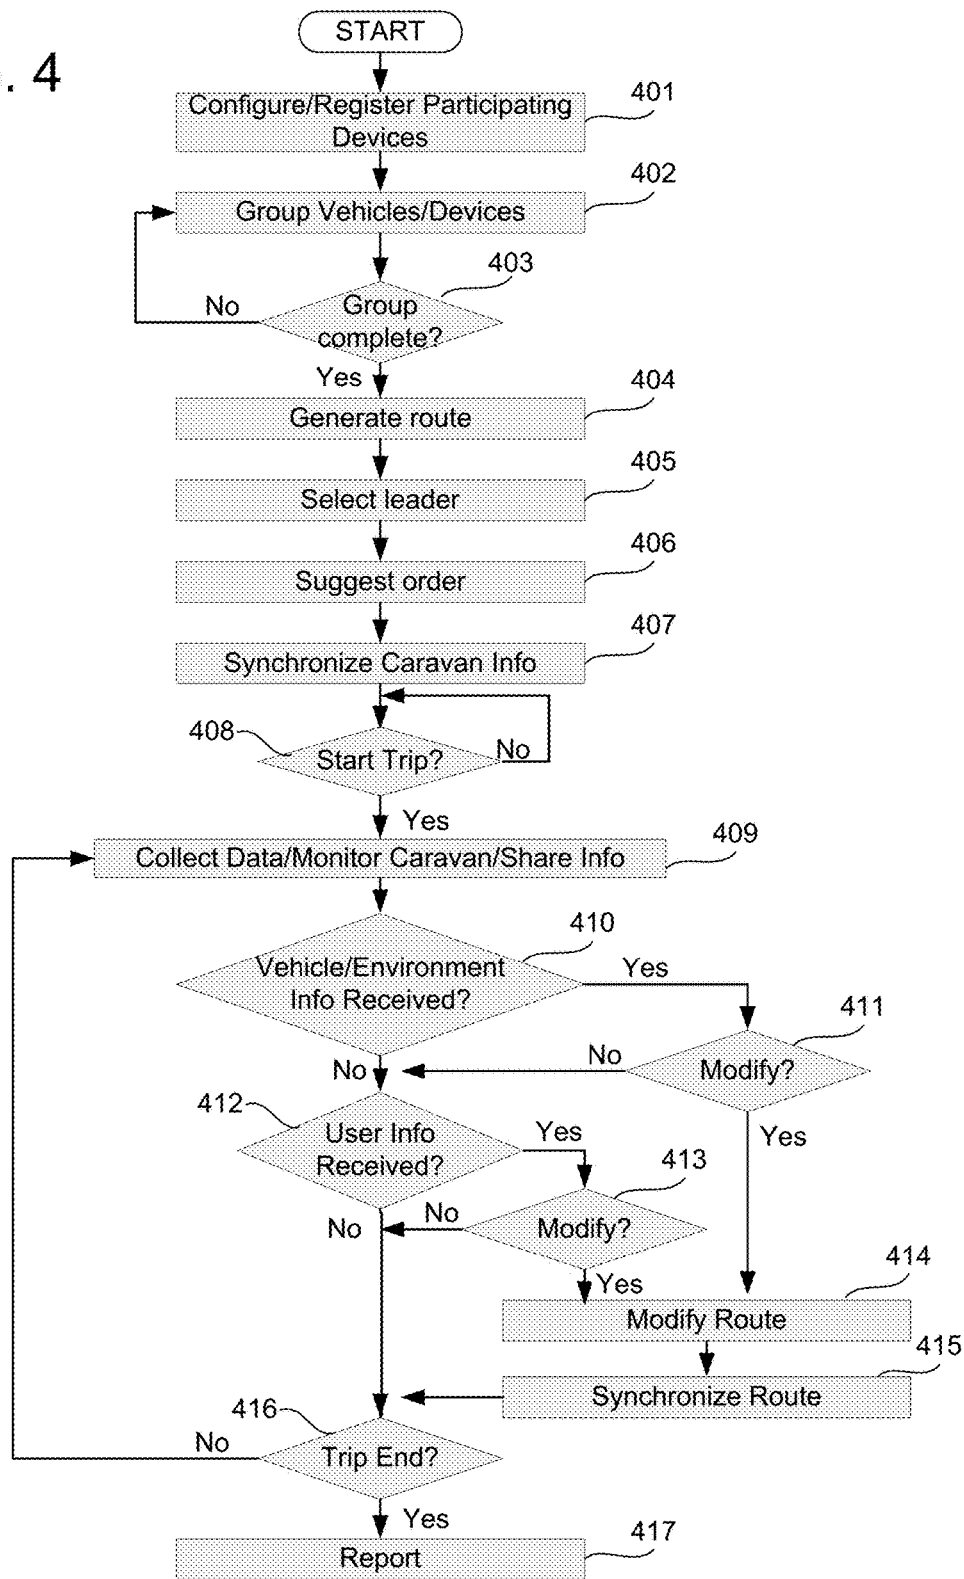 . 4
START
Configure/Register Participating
Devices
401
Group Vehicles/Devices
402
403
No
Group
complete?
Yes
Generate route
404
Select leader
405
Suggest order
406
Synchronize Caravan Info
407
408
Start Trip?
No
Yes
Collect Data/Monitor Caravan/Share Info
409
410
Vehicle/Environment
Info Received?
Yes
411
No
No
Modify?
412
User Info
Received?
Yes
Yes
413
No
No
Modify?
Yes
414
Modify Route
415
Synchronize Route
416
No
Trip End?
Yes
Report
417